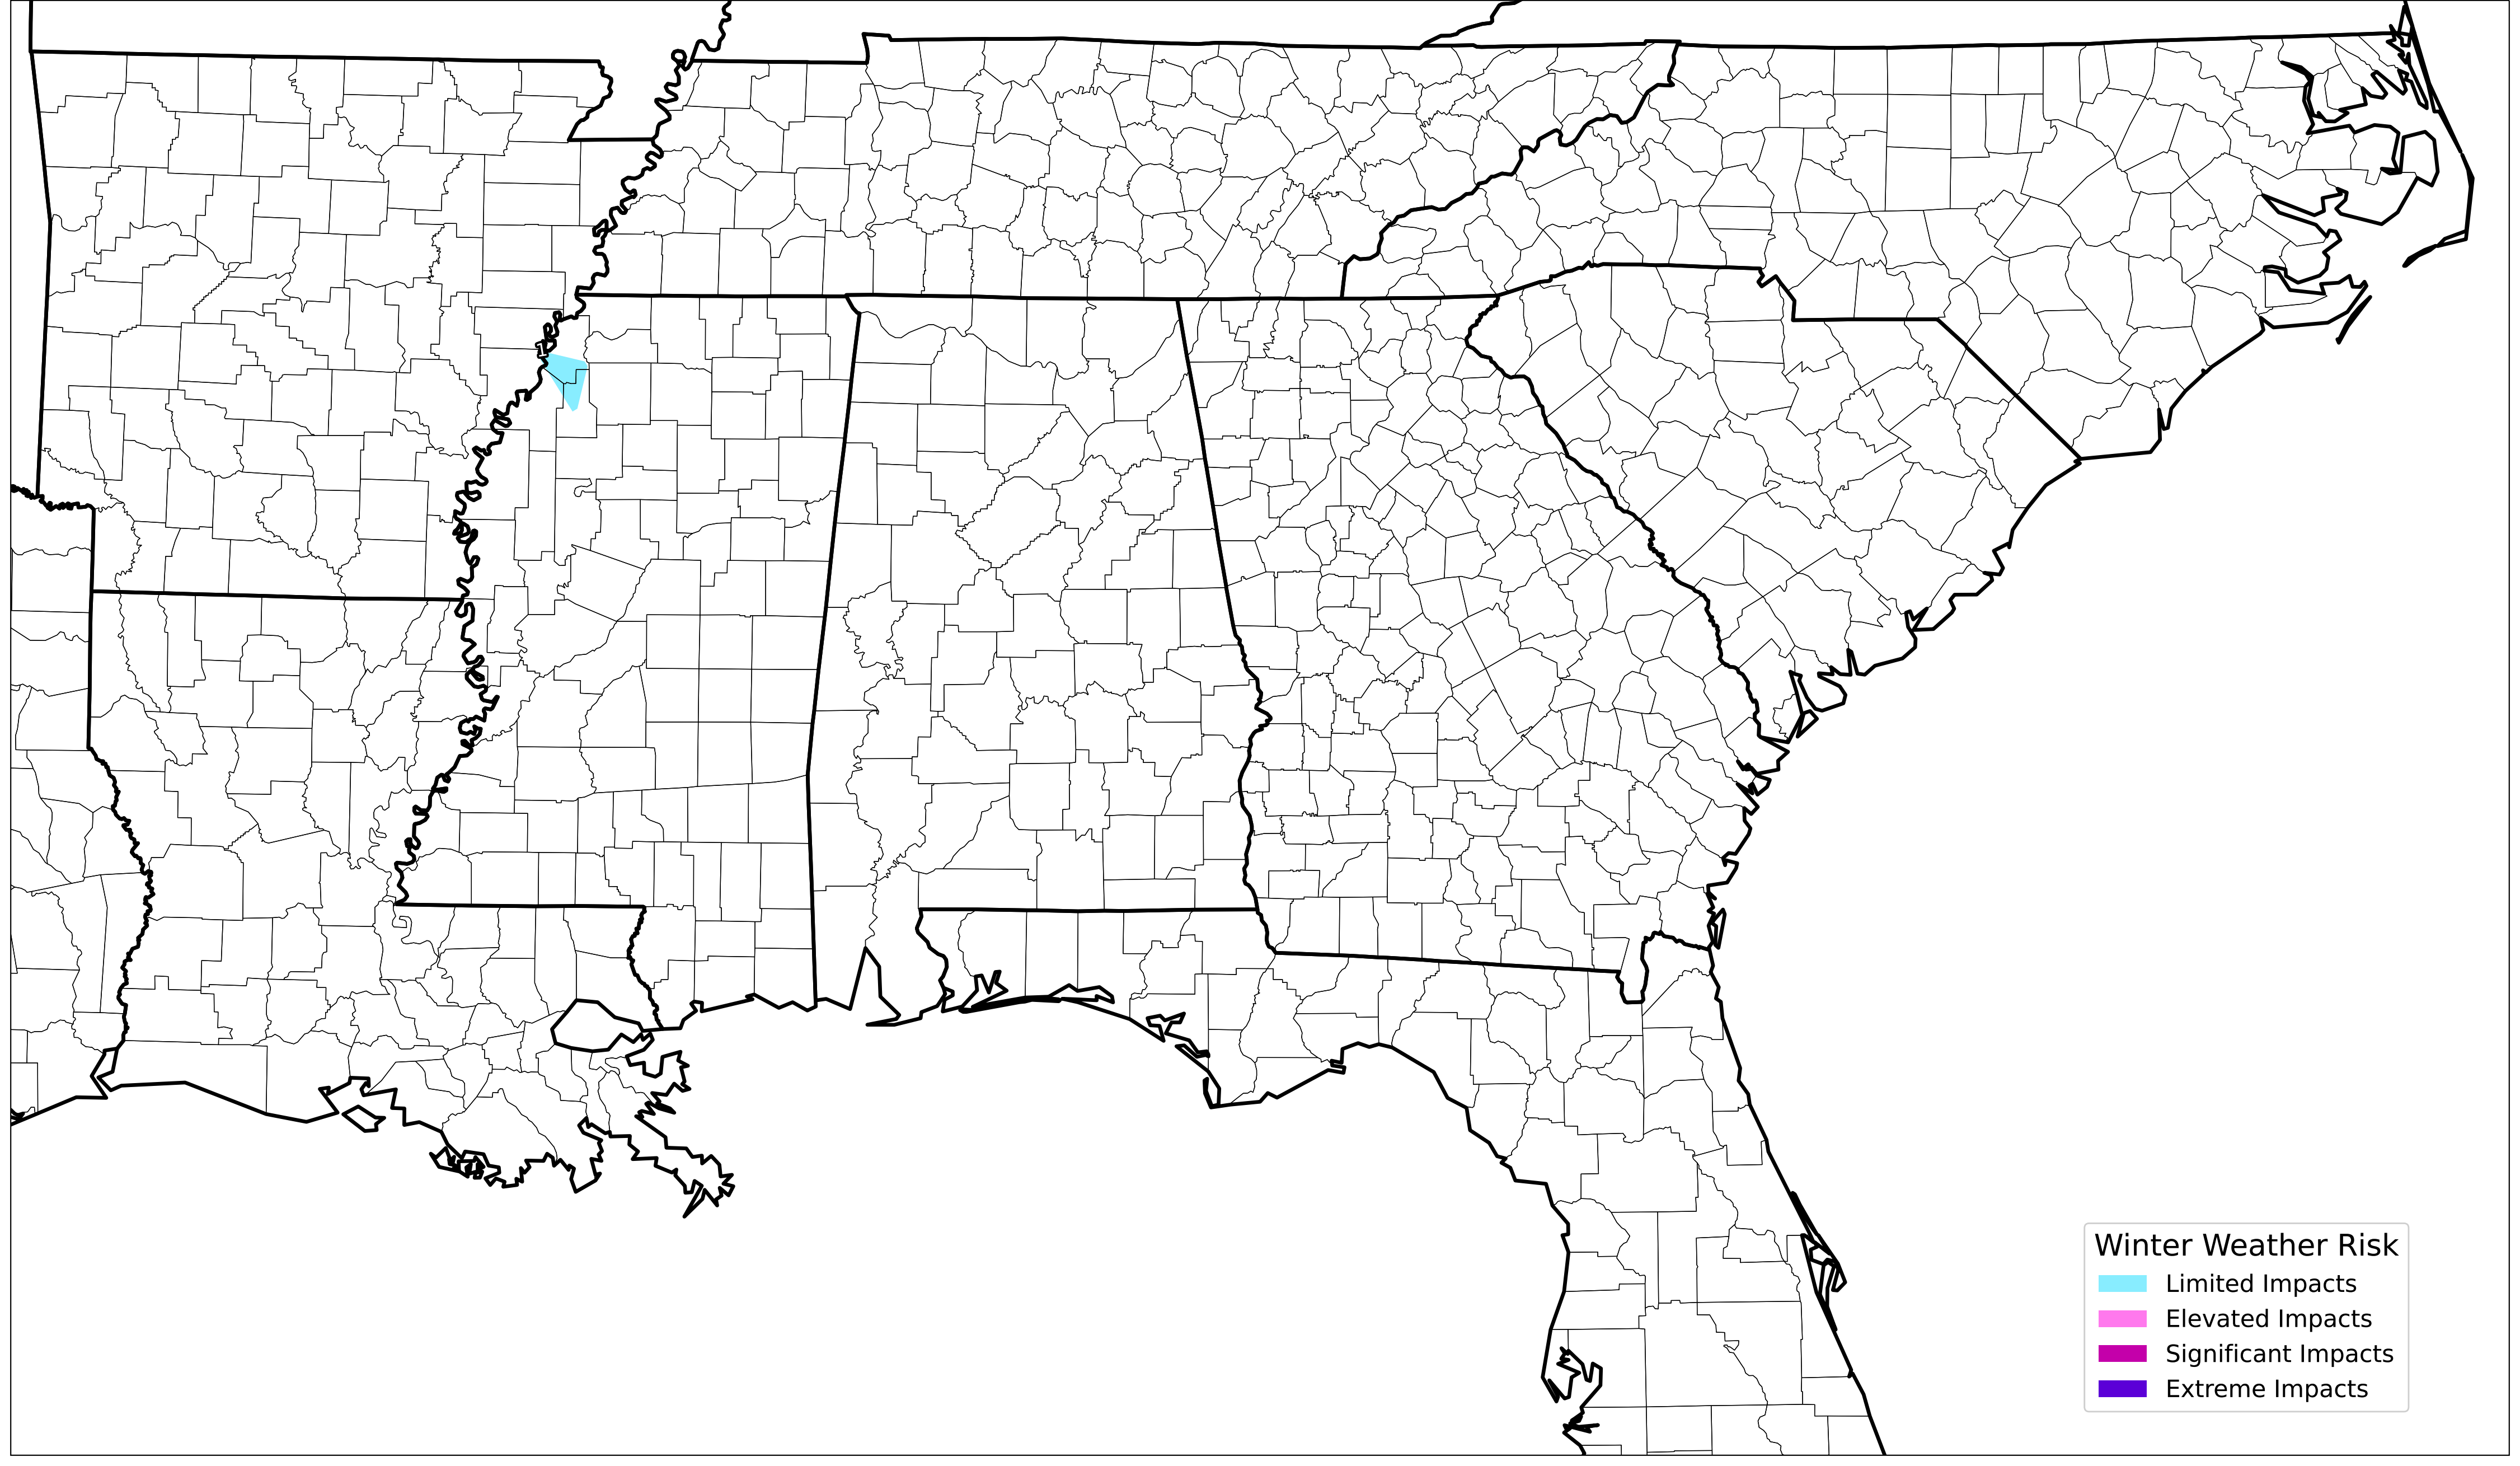 Winter Weather Risk
Limited Impacts
Elevated Impacts
Significant Impacts
Extreme Impacts